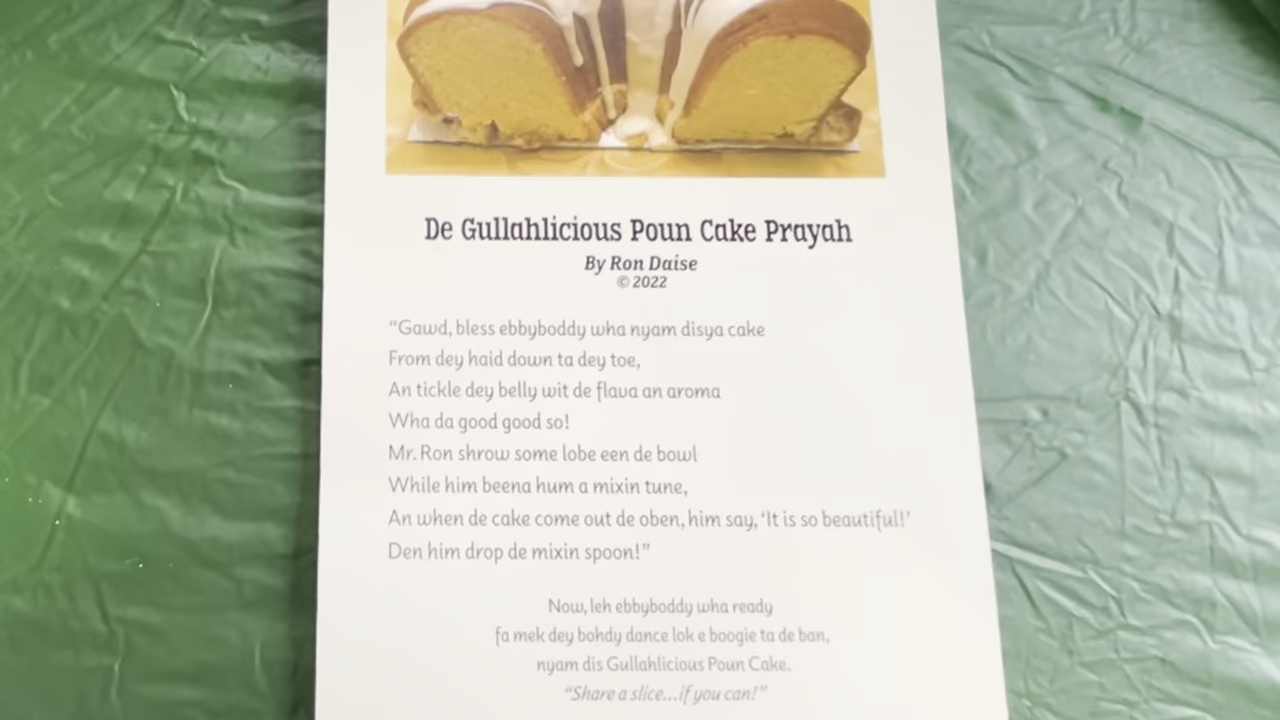 De Gullahlicious Poun Cake Prayah
By Ron Daise
© 2022
“Gawd, bless ebbyboddy wha nyam disya cake
From dey haid down ta dey toe,
An tickle dey belly wit de flava an aroma
Wha da good good so!
Mr. Ron shrow some lobe een de bowl
While him beena hum a mixin tune,
An when de cake come out de oben, him say, ‘It is so beautiful!’
Den him drop de mixin spoon!”
Now, leh ebbyboddy wha ready
fa mek dey bohdy dance lok e boogie ta de ban,
nyam dis Gullahlicious Poun Cake.
“Share a slice...if you can!”